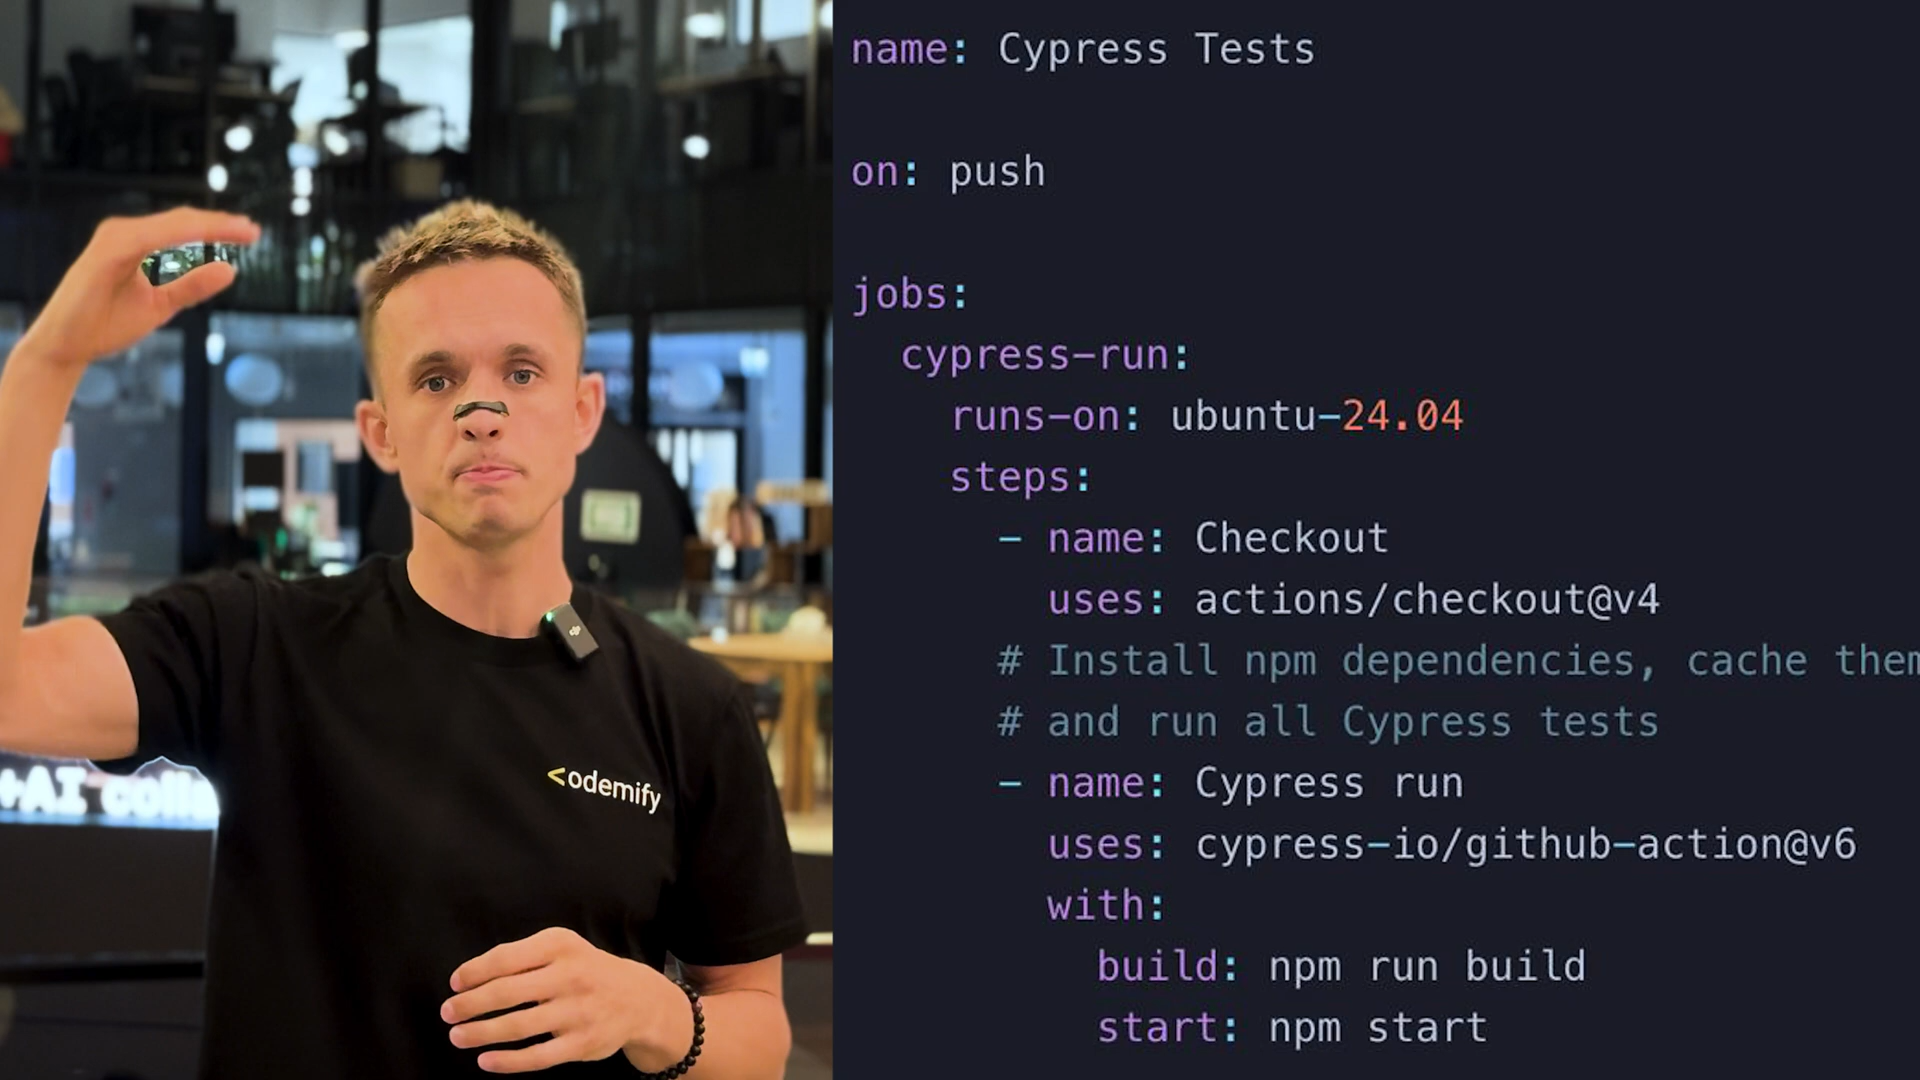 +AI colla
<odemify
name: Cypress Tests
on: push
jobs:
cypress-run:
runs-on: ubuntu-24.04
steps:
- name: Checkout
uses: actions/checkout@v4
# Install npm dependencies, cache them
# and run all Cypress tests
- name: Cypress run
uses: cypress-io/github-action@v6
with:
build: npm run build
start: npm start